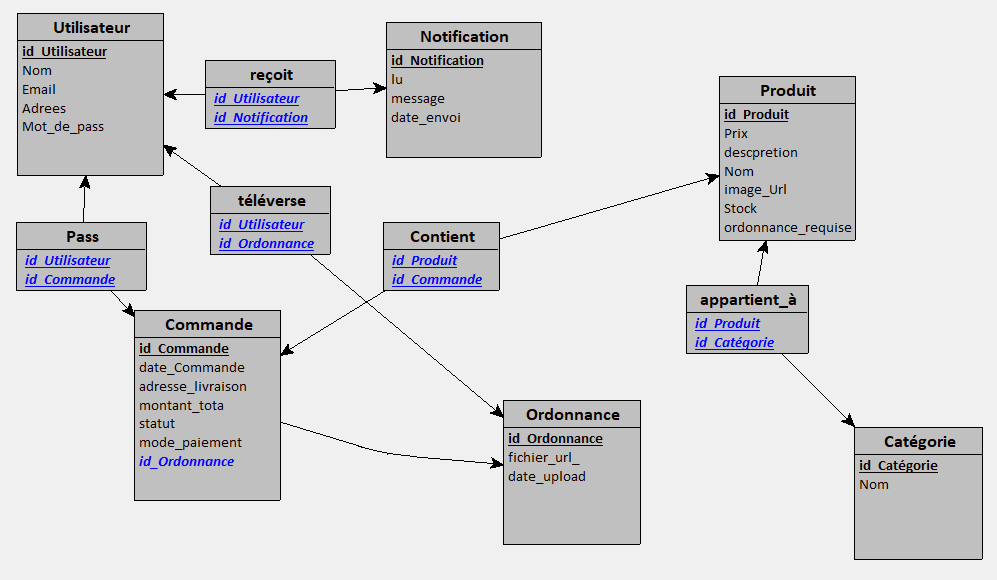 Utilisateur
id_Utilisateur
Nom
Email
Adrees
Mot_de_pass
reçoit
id_Utilisateur
id_Notification
Notification
id_Notification
lu
message
date_envoi
Produit
id_Produit
Prix
descpretion
Nom
image_Url
Stock
ordonnance_requise
téléverse
id_Utilisateur
id_Ordonnance
Pass
id_Utilisateur
id_Commande
Contient
id_Produit
id_Commande
appartient_à
id_Produit
id_Catégorie
Commande
id_Commande
date_Commande
adresse_livraison
montant_tota
statut
mode_paiement
id_Ordonnance
Ordonnance
id_Ordonnance
fichier_url_
date_upload
Catégorie
id_Catégorie
Nom